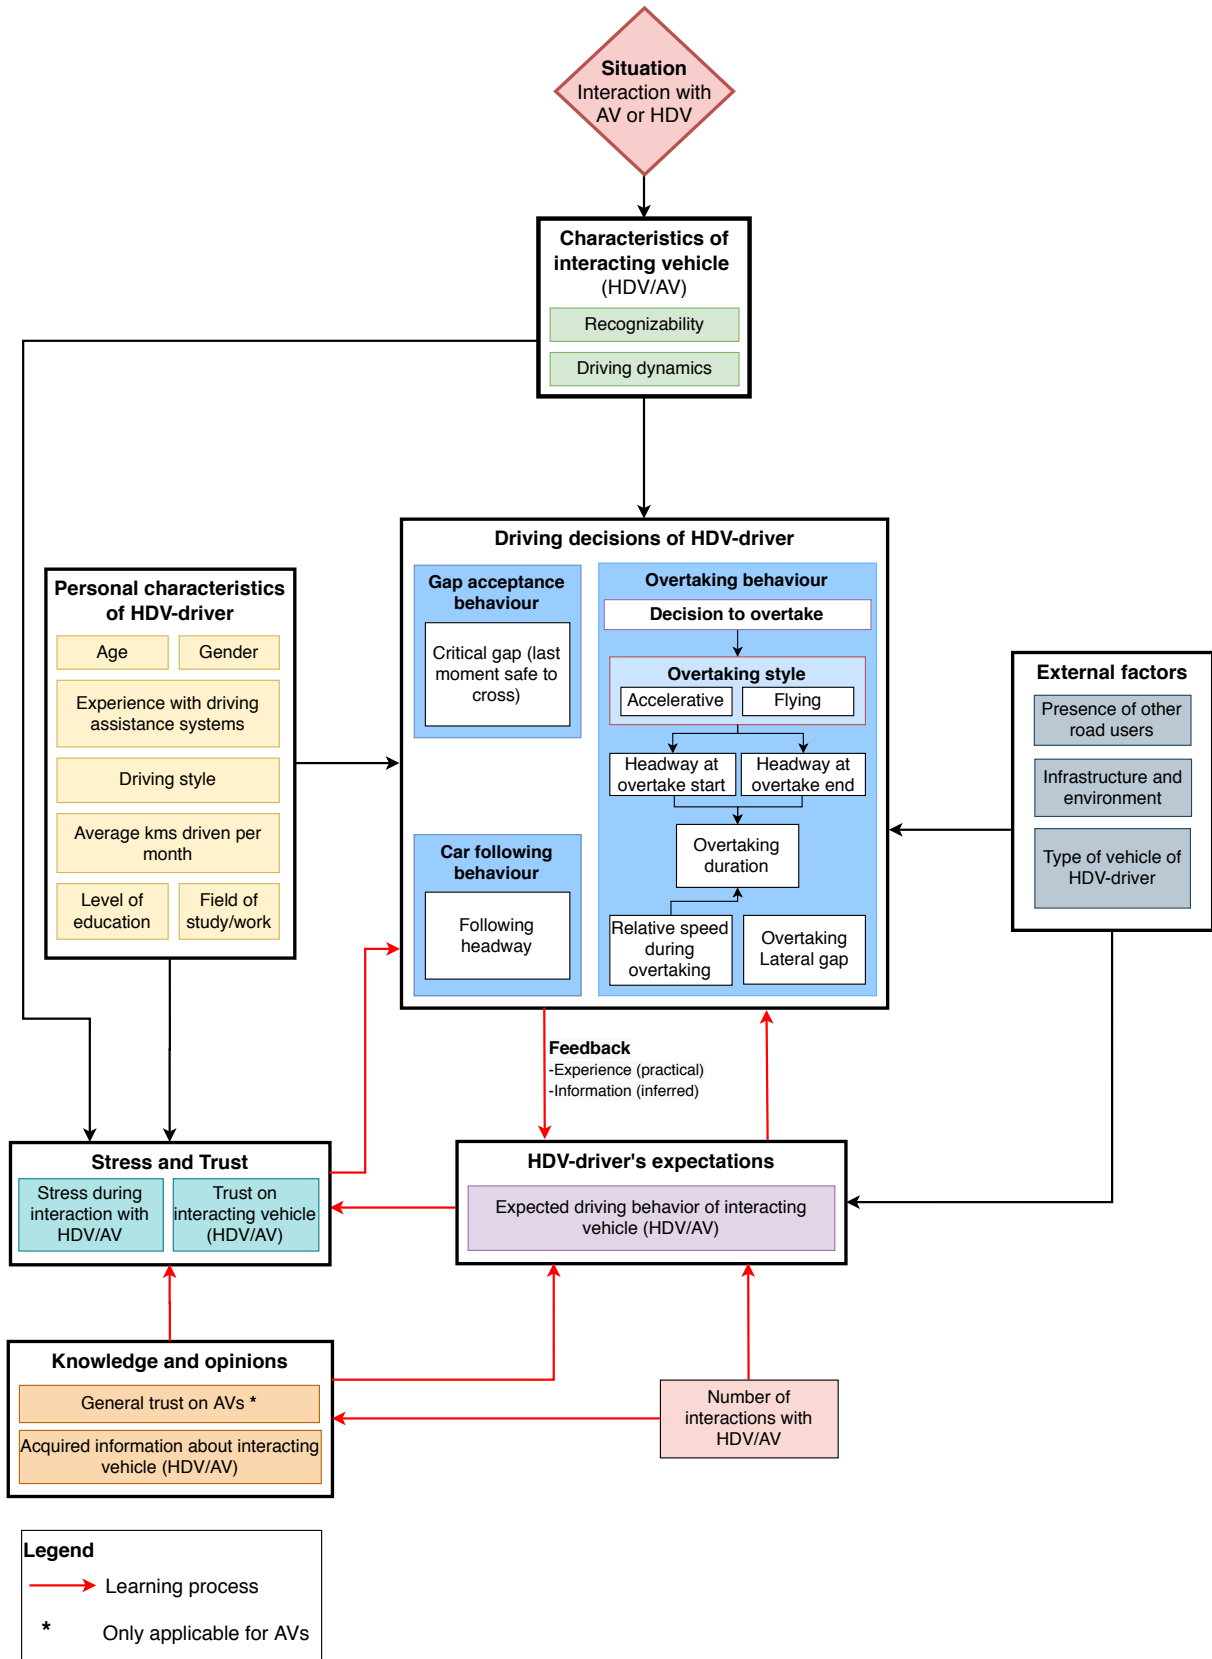 Situation
Interaction with
AV or HDV
Characteristics of
interacting vehicle
(HDV/AV)
Recognizability
Driving dynamics
Driving decisions of HDV-driver
Gap acceptance
behaviour
Critical gap (last
moment safe to
cross)
Car following
behaviour
Following
headway
Overtaking behaviour
Decision to overtake
Overtaking style
Accelerative
Flying
Headway at
overtake start
Headway at
overtake end
Overtaking
duration
Relative speed
during
overtaking
Overtaking
Lateral gap
Personal characteristics
of HDV-driver
Age
Gender
Experience with driving
assistance systems
Driving style
Average kms driven per
month
Level of
education
Field of
study/work
External factors
Presence of other
road users
Infrastructure and
environment
Type of vehicle of
HDV-driver
Feedback
-Experience (practical)
-Information (inferred)
Stress and Trust
Stress during
interaction with
HDV/AV
Trust on
interacting vehicle
(HDV/AV)
HDV-driver's expectations
Expected driving behavior of interacting
vehicle (HDV/AV)
Knowledge and opinions
General trust on AVs *
Acquired information about interacting
vehicle (HDV/AV)
Number of
interactions with
HDV/AV
Legend
Learning process
* Only applicable for AVs